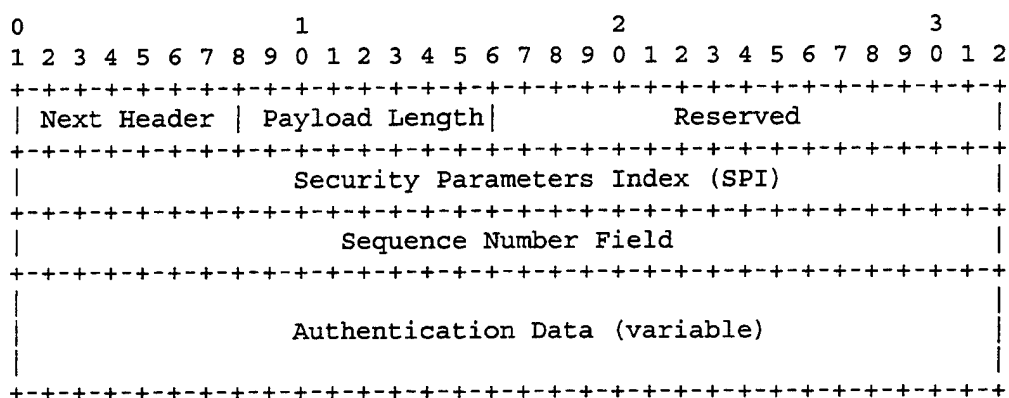 0                   1                   2                   3
1 2 3 4 5 6 7 8 9 0 1 2 3 4 5 6 7 8 9 0 1 2 3 4 5 6 7 8 9 0 1 2
+-+-+-+-+-+-+-+-+-+-+-+-+-+-+-+-+-+-+-+-+-+-+-+-+-+-+-+-+-+-+-+
| Next Header | Payload Length| Reserved |
+-+-+-+-+-+-+-+-+-+-+-+-+-+-+-+-+-+-+-+-+-+-+-+-+-+-+-+-+-+-+-+
| Security Parameters Index (SPI) |
+-+-+-+-+-+-+-+-+-+-+-+-+-+-+-+-+-+-+-+-+-+-+-+-+-+-+-+-+-+-+-+
| Sequence Number Field |
+-+-+-+-+-+-+-+-+-+-+-+-+-+-+-+-+-+-+-+-+-+-+-+-+-+-+-+-+-+-+-+
| |
| Authentication Data (variable) |
| |
+-+-+-+-+-+-+-+-+-+-+-+-+-+-+-+-+-+-+-+-+-+-+-+-+-+-+-+-+-+-+-+